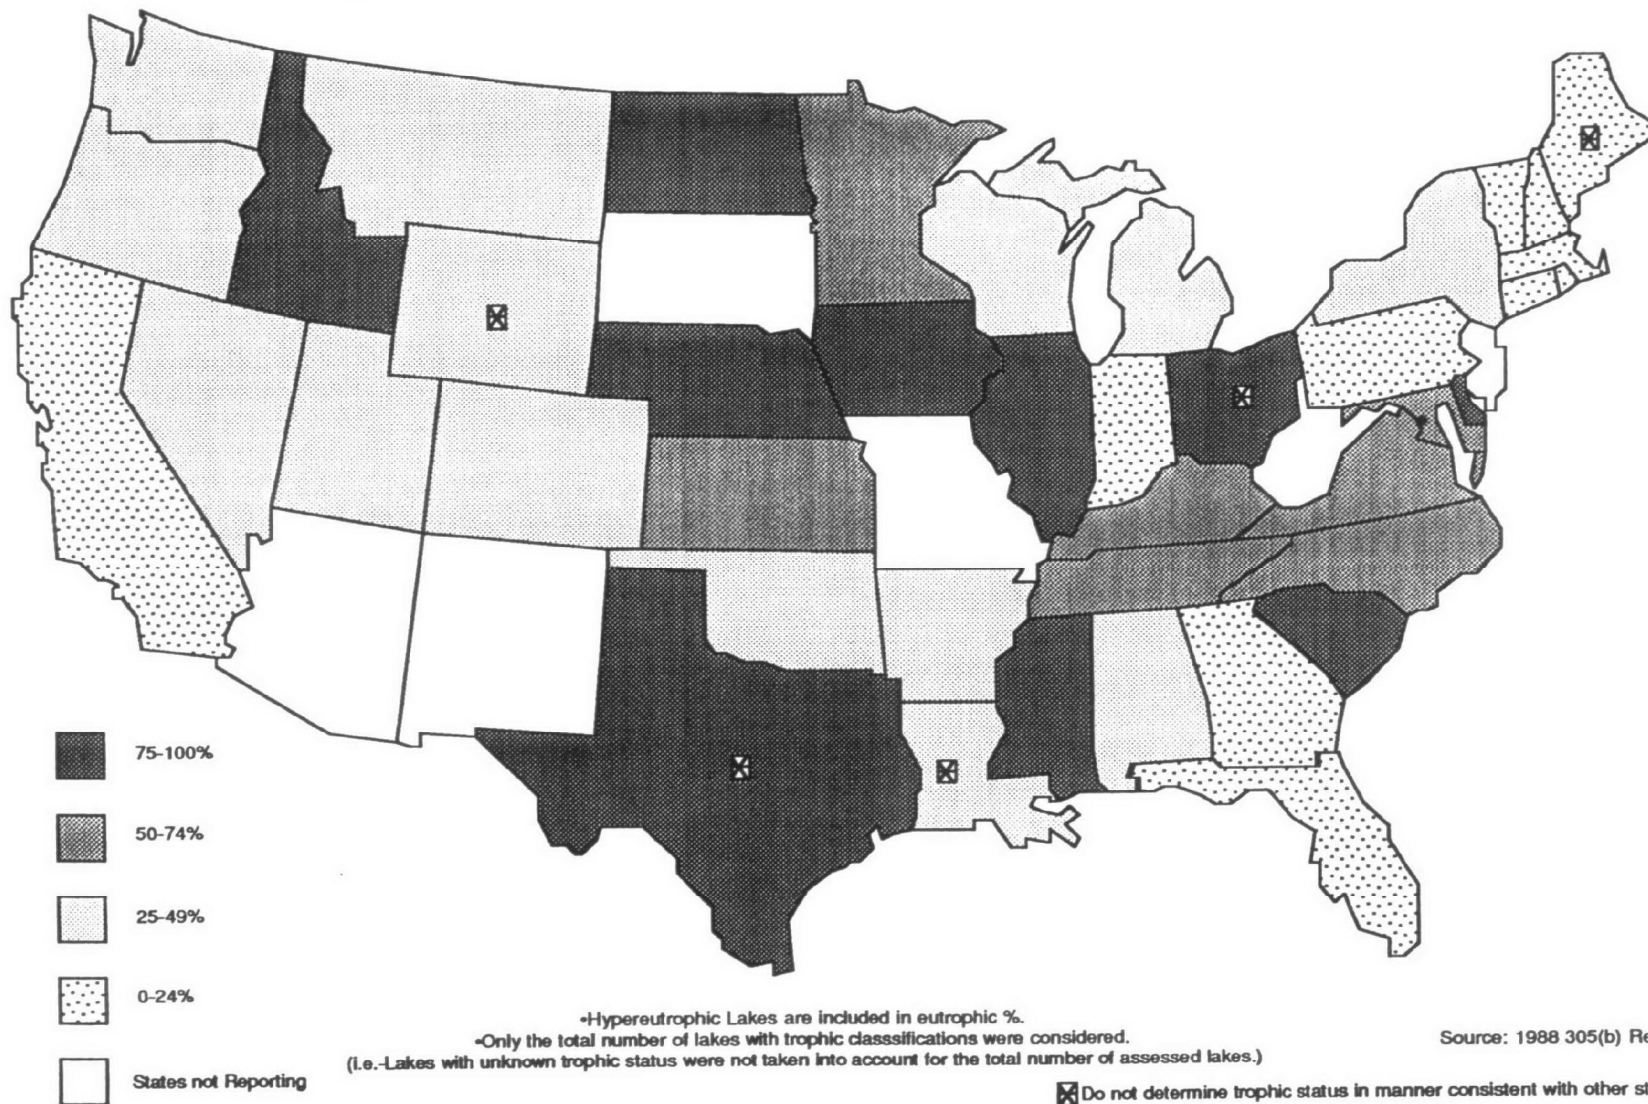 75-100%
50-74%
25-49%
0-24%
States not Reporting
•Hypereutrophic Lakes are included in eutrophic %.
•Only the total number of lakes with trophic classsifications were considered.
(i.e.-Lakes with unknown trophic status were not taken into account for the total number of assessed lakes.)
Source: 1988 305(b) Re
Do not determine trophic status in manner consistent with other st